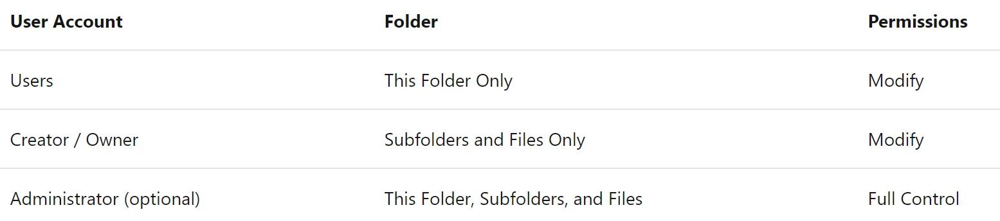 User Account Folder Permissions
Users This Folder Only Modify
Creator / Owner Subfolders and Files Only Modify
Administrator (optional) This Folder, Subfolders, and Files Full Control